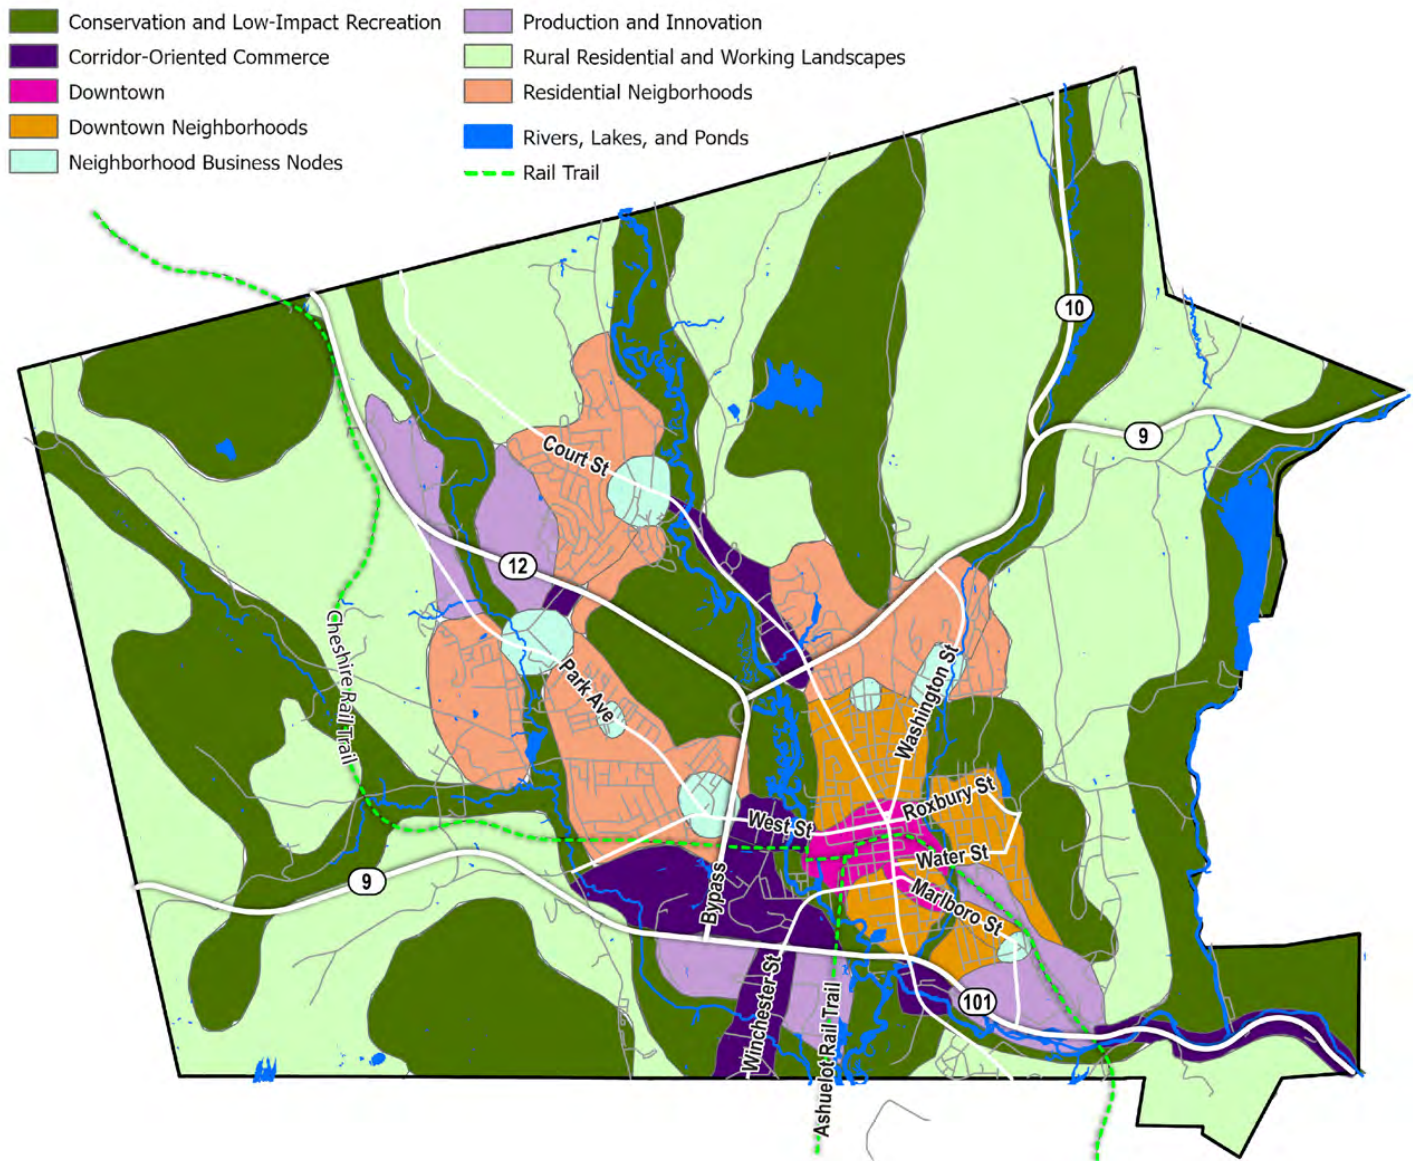 Conservation and Low-Impact Recreation
Corridor-Oriented Commerce
Downtown
Downtown Neighborhoods
Neighborhood Business Nodes
Production and Innovation
Rural Residential and Working Landscapes
Residential Neigborhoods
Rivers, Lakes, and Ponds
Rail Trail
10
9
Court St
12
Cheshire Rail Trail
Park Ave
Washington St
Roxbury St
West St
Water St
9
Bypass
Marlboro St
Winchester St
Ashuelot Rail Trail
101